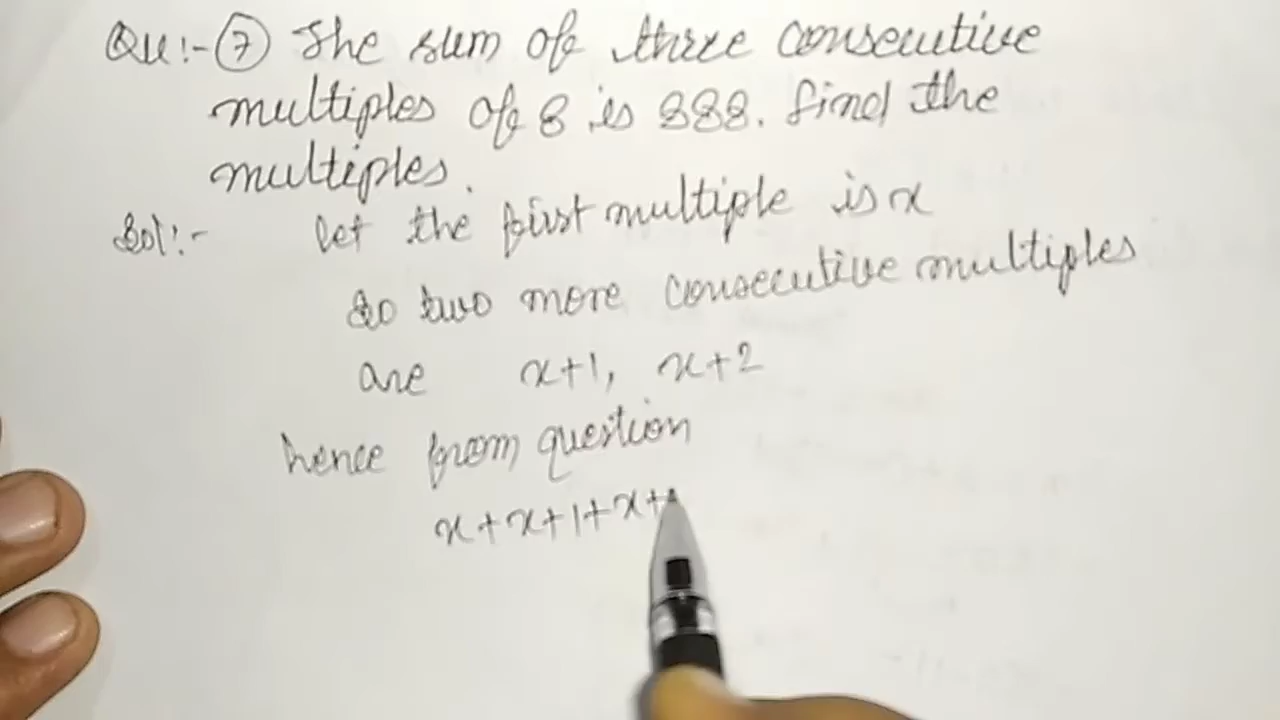 Qu:- 7 The sum of three consecutive
multiples of 8 is 888. find the
multiples.
Sol:- let the first multiple is x
So two more consecutive multiples
are x+1, x+2
hence from question
x+x+1+x+